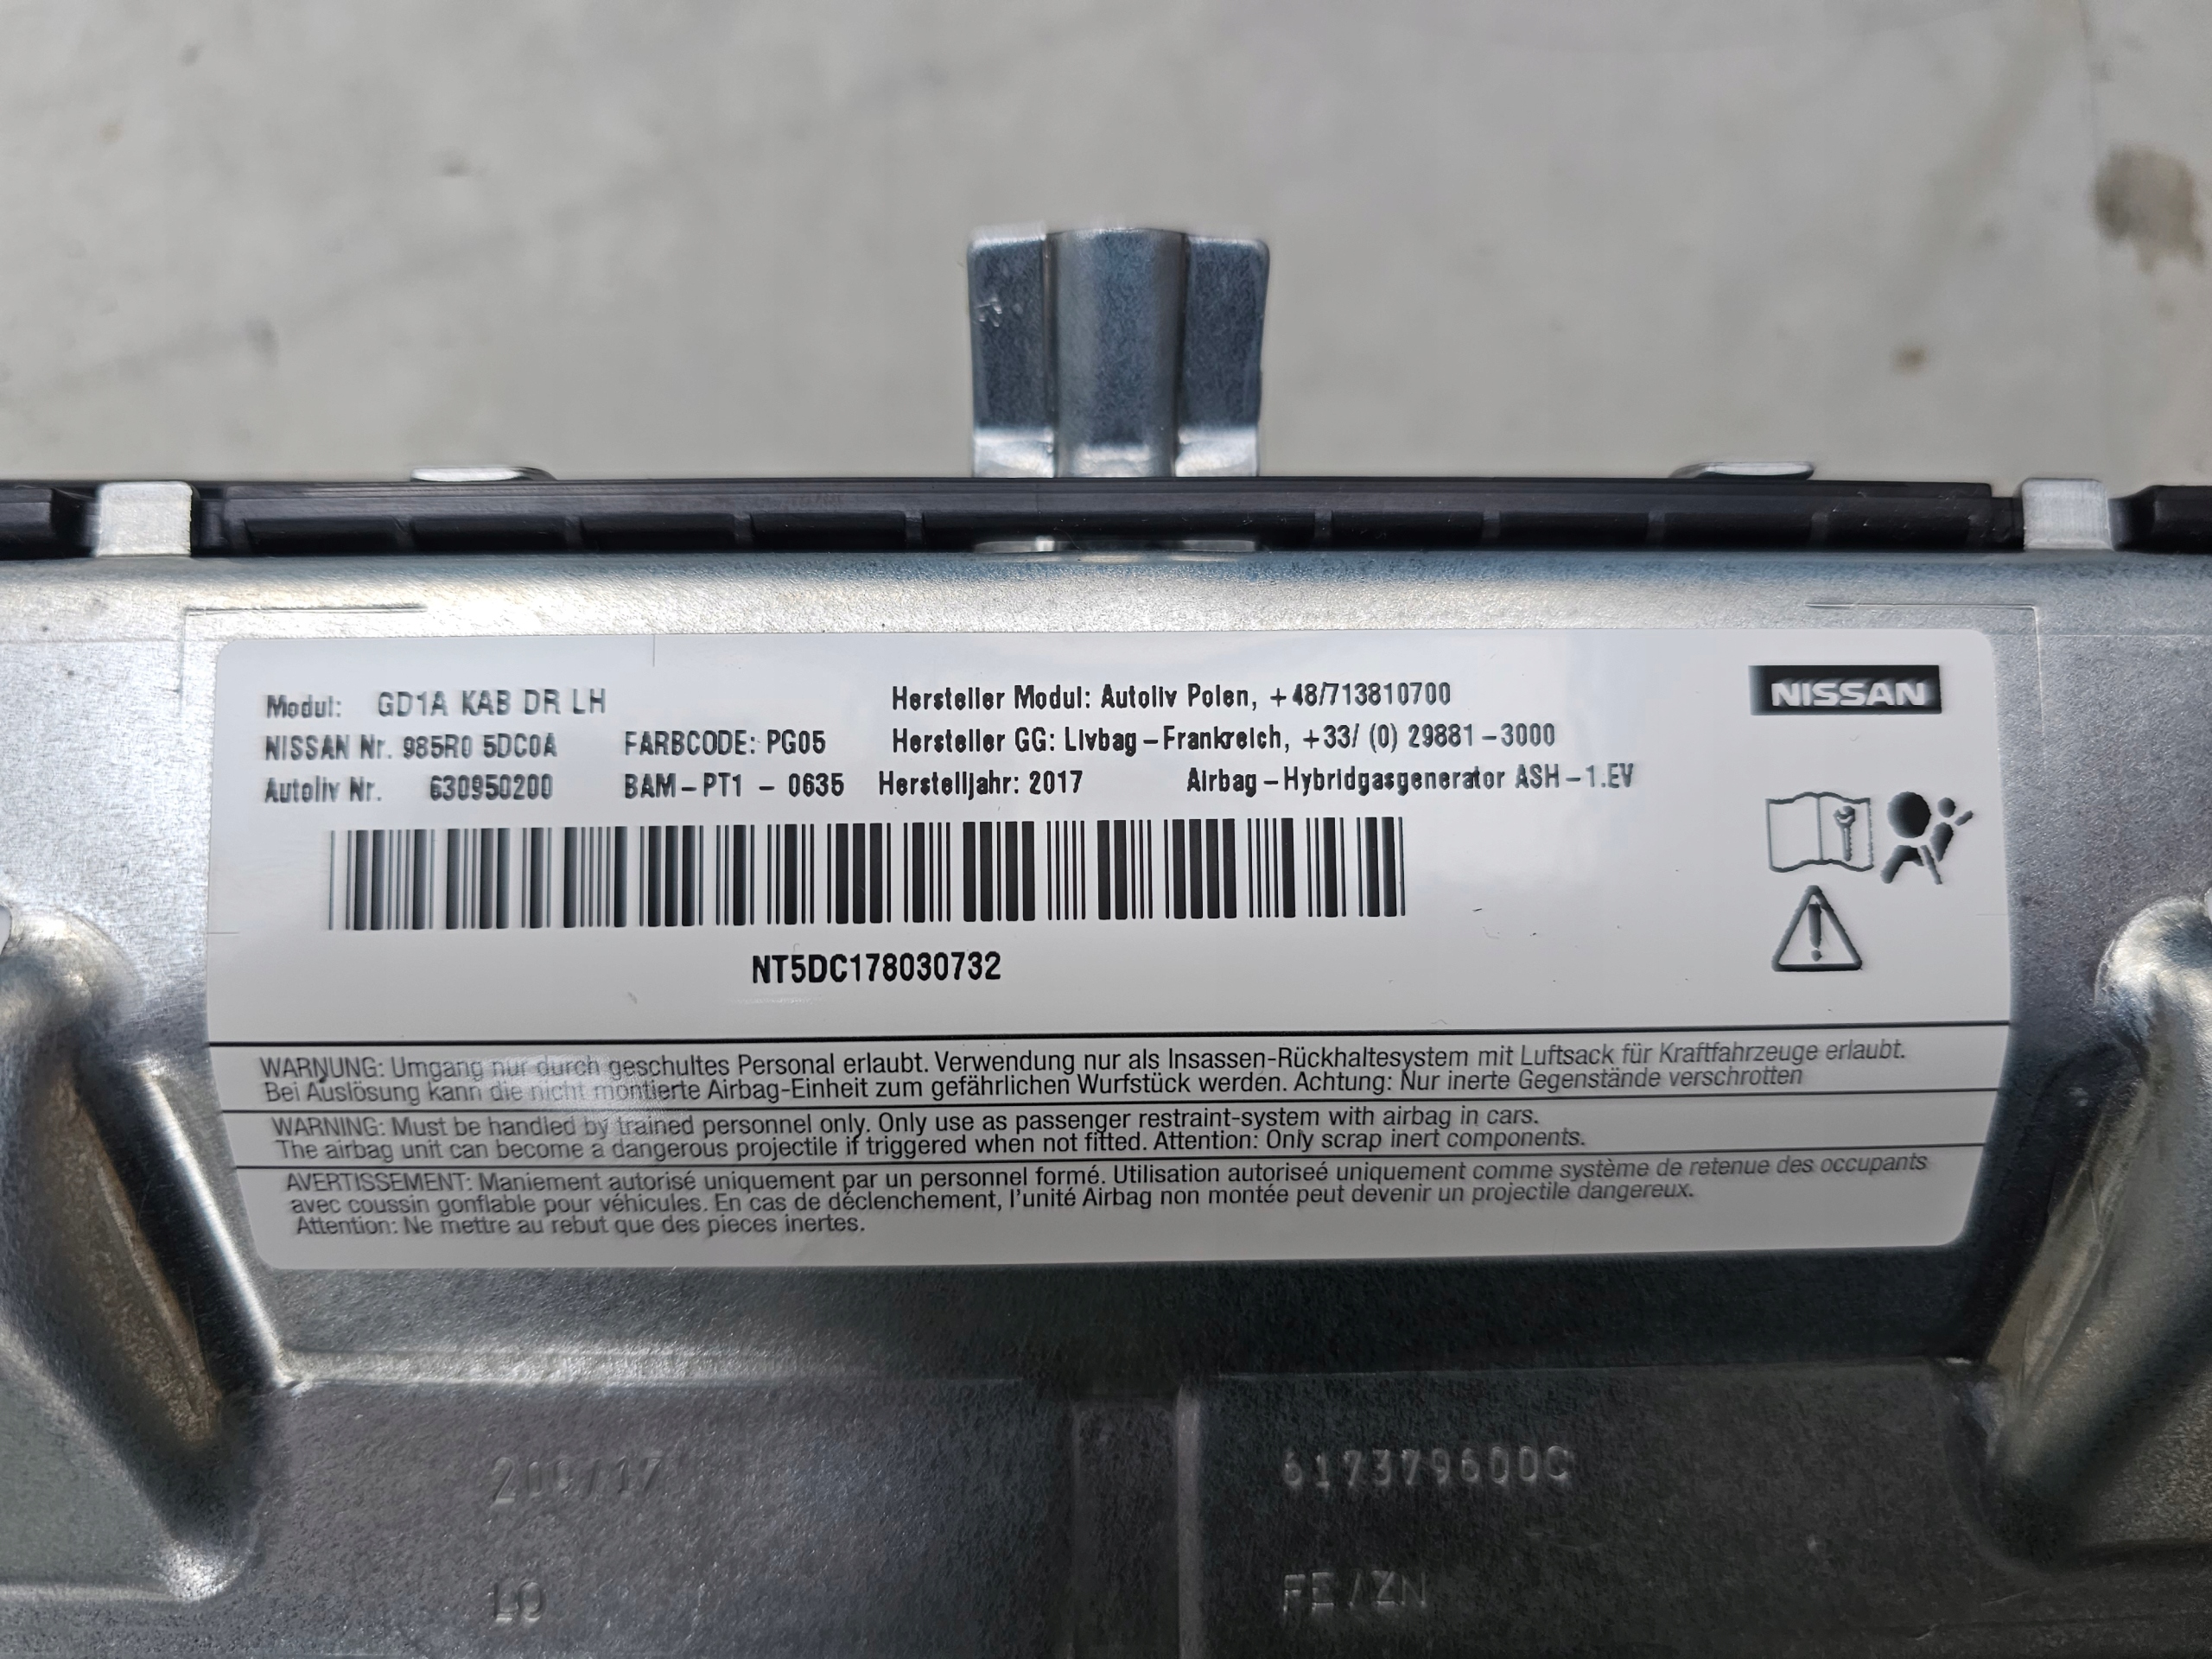 Modul: GD1A KAB DR LH
NISSAN Nr. 985R0 5DC0A FARBCODE: PG05
Autoliv Nr. 630950200 BAM-PT1 - 0635
Hersteller Modul: Autoliv Polen, +48/713810700
Hersteller GG: Livbag-Frankreich, +33/ (0) 29881-3000
Herstelljahr: 2017 Airbag-Hybridgasgenerator ASH-1.EV
NISSAN
NT5DC178030732
WARNUNG: Umgang nur durch geschultes Personal erlaubt. Verwendung nur als Insassen-Rückhaltesystem mit Luftsack für Kraftfahrzeuge erlaubt.
Bei Auslösung kann die nicht montierte Airbag-Einheit zum gefährlichen Wurfstück werden. Achtung: Nur inerte Gegenstände verschrotten
WARNING: Must be handled by trained personnel only. Only use as passenger restraint-system with airbag in cars.
The airbag unit can become a dangerous projectile if triggered when not fitted. Attention: Only scrap inert components.
AVERTISSEMENT: Maniement autorisé uniquement par un personnel formé. Utilisation autoriseé uniquement comme système de retenue des occupants
avec coussin gonflable pour véhicules. En cas de déclenchement, l'unité Airbag non montée peut devenir un projectile dangereux.
Attention: Ne mettre au rebut que des pieces inertes.
617379600C
LO
FE/ZN